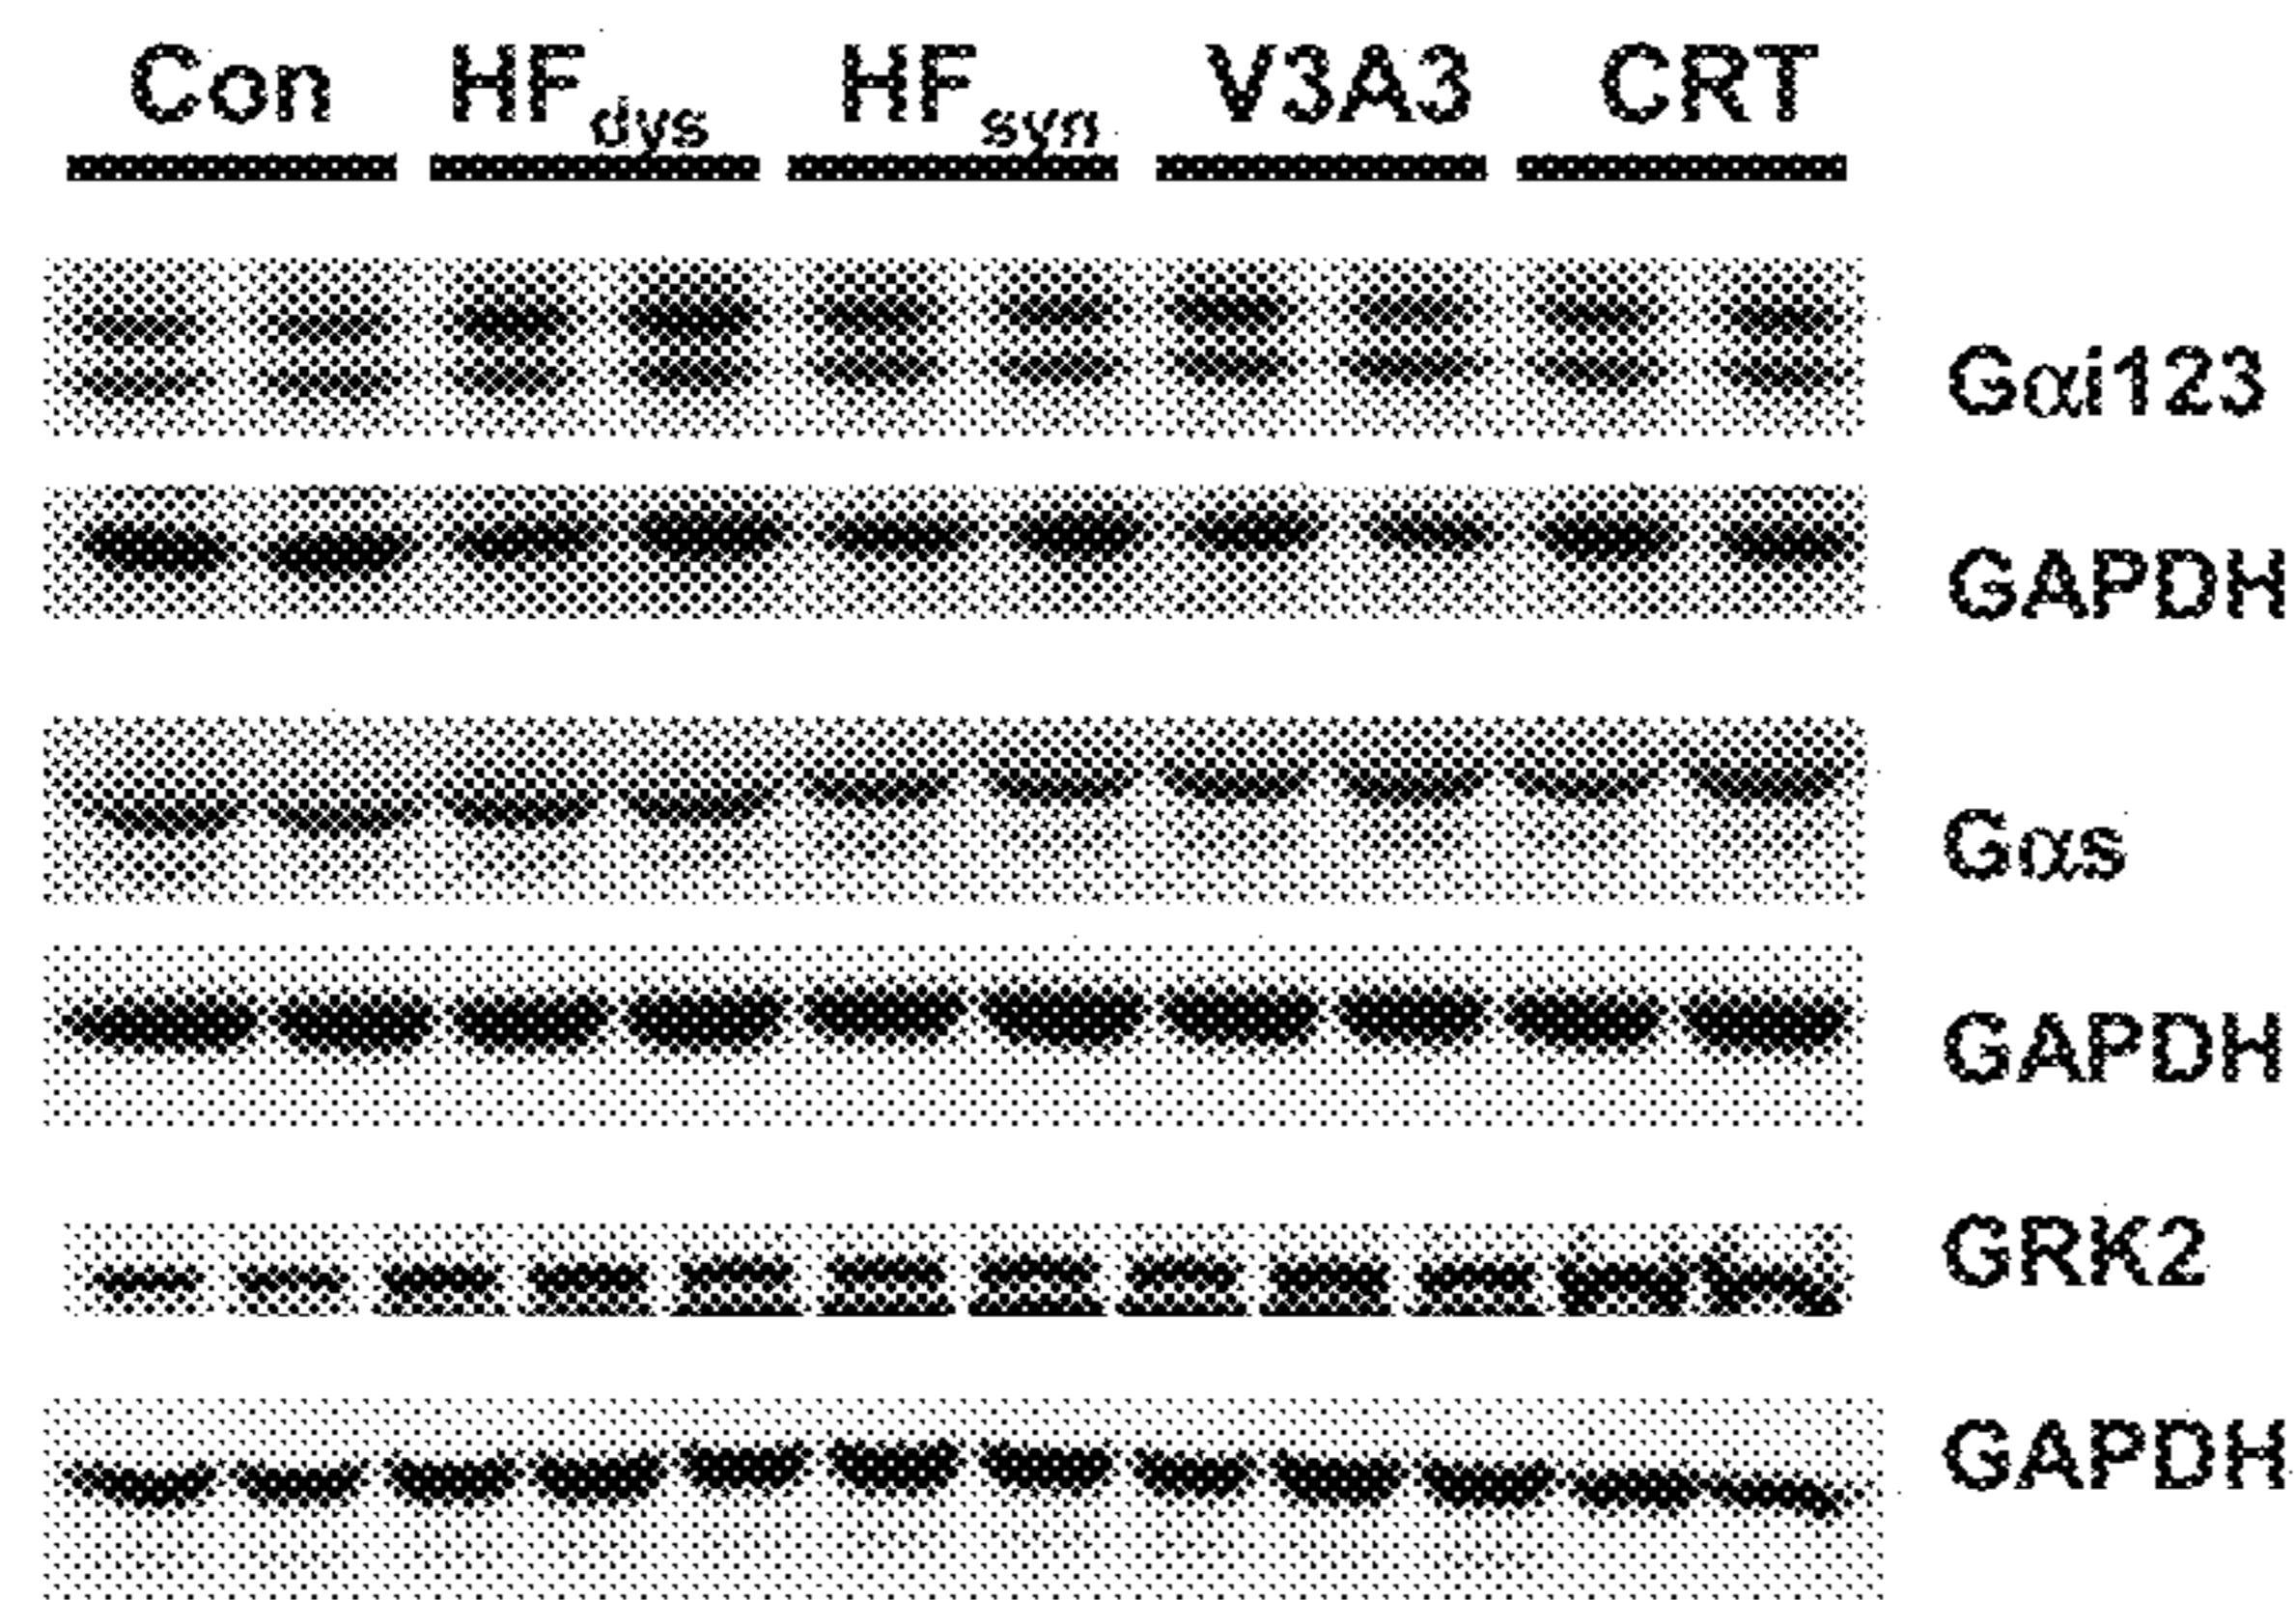 Con HFdys HFsyn V3A3 CRT
Gαi123
GAPDH
Gαs
GAPDH
GRK2
GAPDH